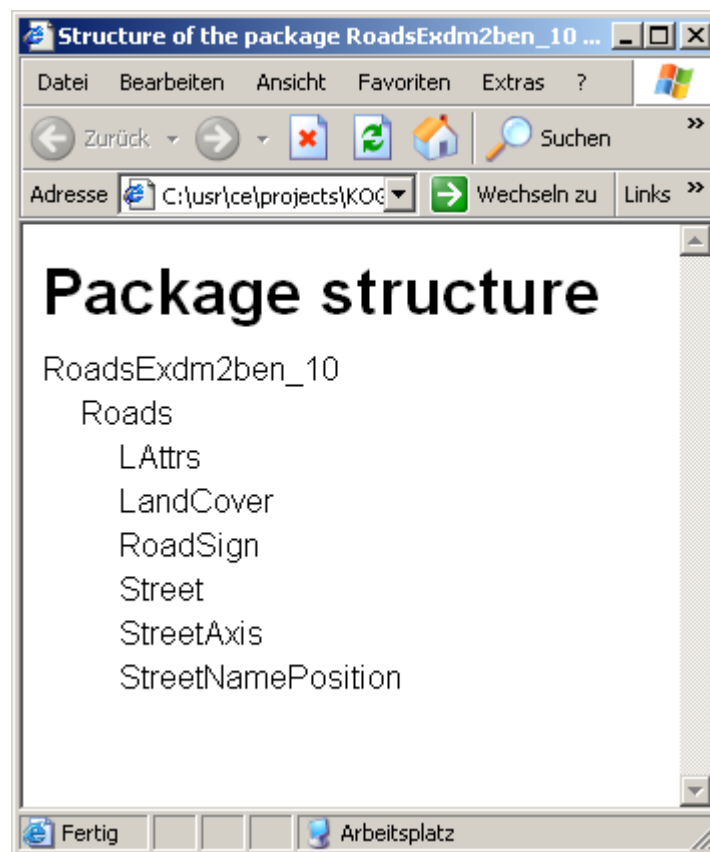 Structure of the package RoadsExdm2ben_10 ...
Datei Bearbeiten Ansicht Favoriten Extras ?
Zurück Suchen »
Adresse C:\usr\ce\projects\KOG Wechseln zu Links »
Package structure
RoadsExdm2ben_10
Roads
LAttrs
LandCover
RoadSign
Street
StreetAxis
StreetNamePosition
Fertig Arbeitsplatz